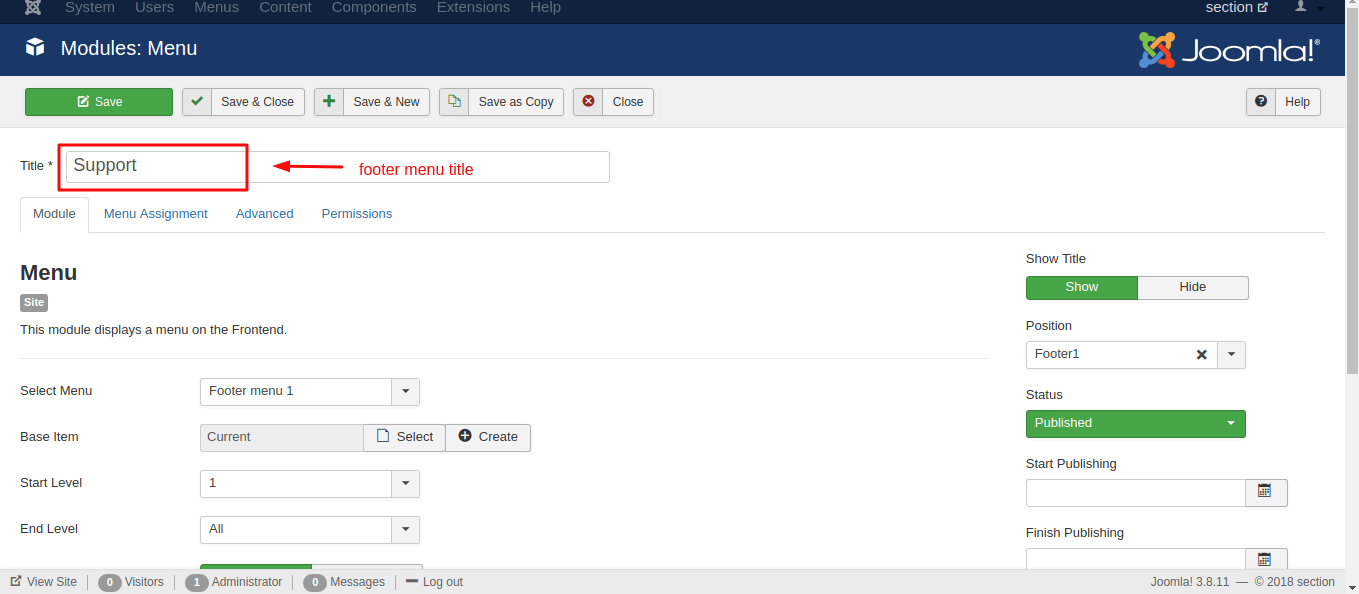 System Users Menus Content Components Extensions Help section
Modules: Menu Joomla!®
Save Save & Close Save & New Save as Copy Close Help
Title * Support footer menu title
Module Menu Assignment Advanced Permissions
Show Title
Menu
Show Hide
Site
This module displays a menu on the Frontend.
Position
Footer1
Select Menu Footer menu 1
Status
Base Item Current Select Create
Published
Start Publishing
Start Level 1
End Level All
Finish Publishing
View Site 0 Visitors 1 Administrator 0 Messages Log out Joomla! 3.8.11 — © 2018 section